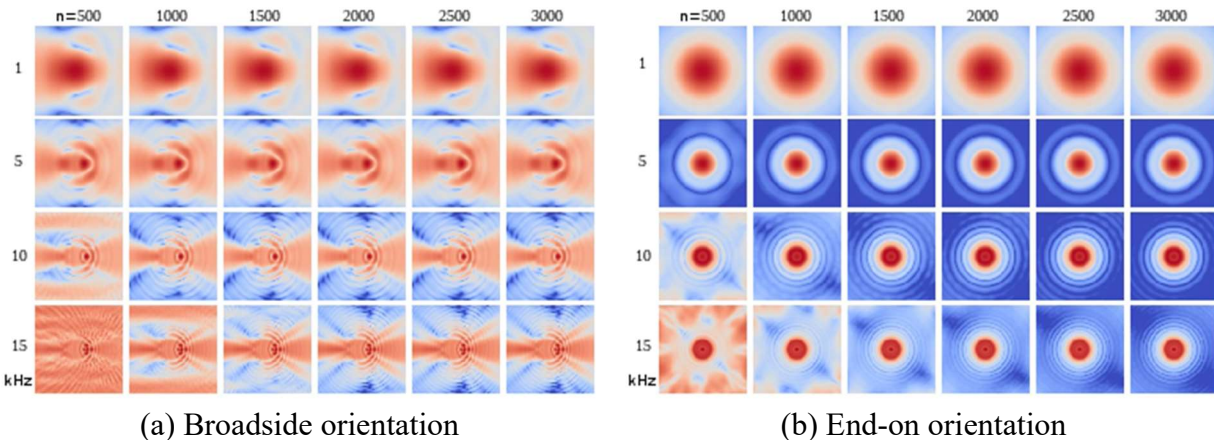 n=500 1000 1500 2000 2500 3000 n=500 1000 1500 2000 2500 3000
1 1
5 5
10 10
15 15
kHz kHz
(a) Broadside orientation (b) End-on orientation